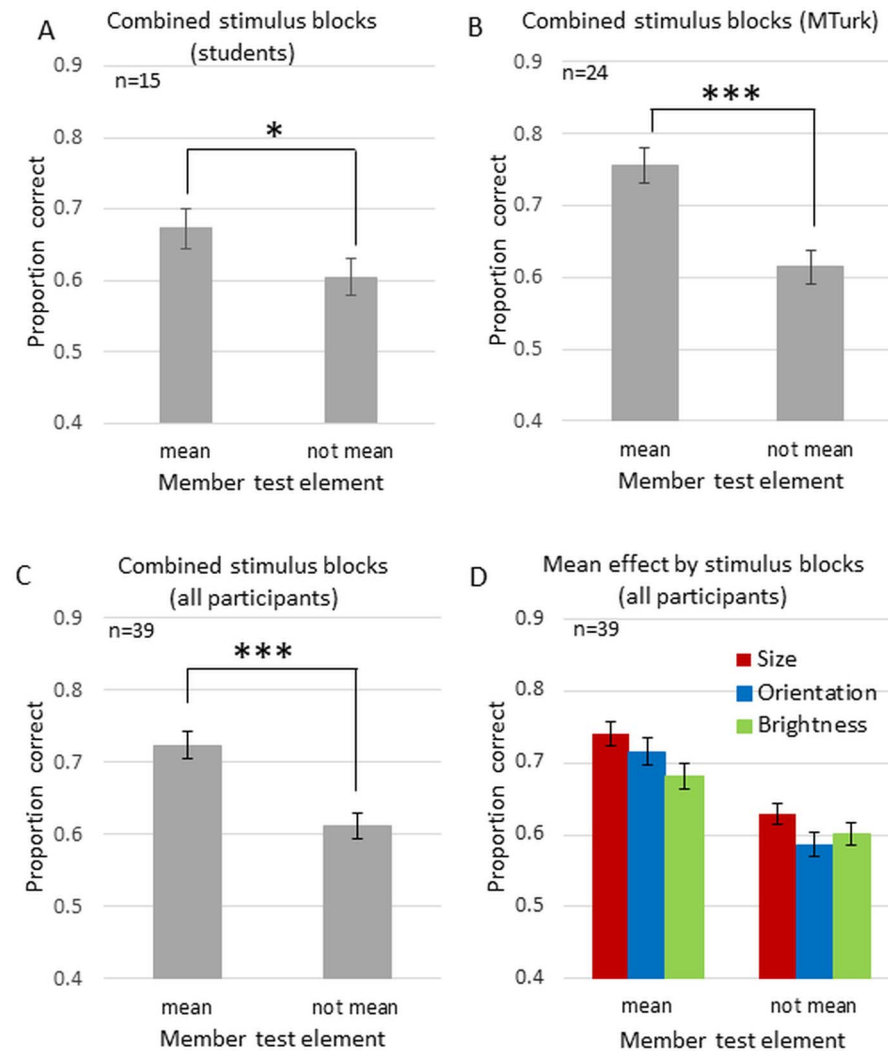 A
Combined stimulus blocks
(students)
n=15
*
0.9
0.8
0.7
0.6
0.5
0.4
Proportion correct
mean not mean
Member test element
B
Combined stimulus blocks (MTurk)
n=24
***
0.9
0.8
0.7
0.6
0.5
0.4
Proportion correct
mean not mean
Member test element
C
Combined stimulus blocks
(all participants)
n=39
***
0.9
0.8
0.7
0.6
0.5
0.4
Proportion correct
mean not mean
Member test element
D
Mean effect by stimulus blocks
(all participants)
n=39
Size
Orientation
Brightness
0.9
0.8
0.7
0.6
0.5
0.4
Proportion correct
mean not mean
Member test element